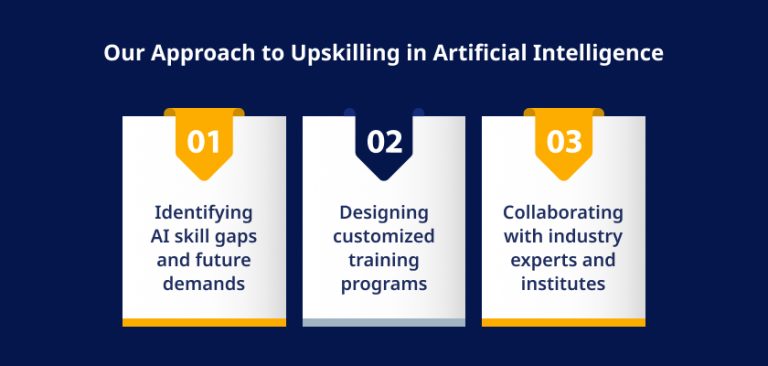 Our Approach to Upskilling in Artificial Intelligence
01
Identifying
AI skill gaps
and future
demands
02
Designing
customized
training
programs
03
Collaborating
with industry
experts and
institutes